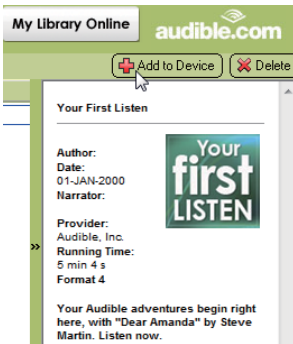 My Library Online
audible.com
Add to Device
Delete
Your First Listen
Author:
Date:
01-JAN-2000
Narrator:
Provider:
Audible, Inc.
Running Time:
5 min 4 s
Format 4
Your
first
LISTEN
»
Your Audible adventures begin right
here, with "Dear Amanda" by Steve
Martin. Listen now.